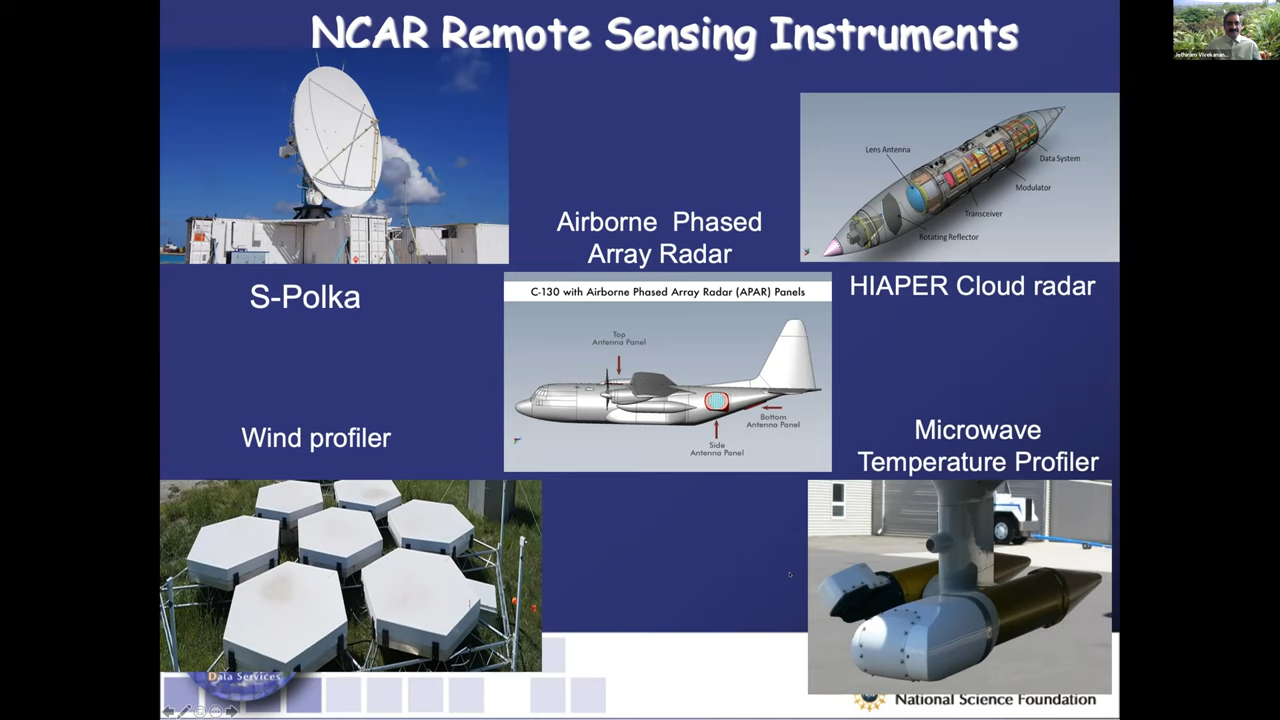 NCAR Remote Sensing Instruments
Jothiram Vivekanan...
Lens Antenna
Data System
Modulator
Transceiver
Rotating Reflector
Airborne Phased
Array Radar
HIAPER Cloud radar
S-Polka
C-130 with Airborne Phased Array Radar (APAR) Panels
Top
Antenna Panel
Bottom
Antenna Panel
Side
Antenna Panel
Wind profiler
Microwave
Temperature Profiler
Data Services
National Science Foundation